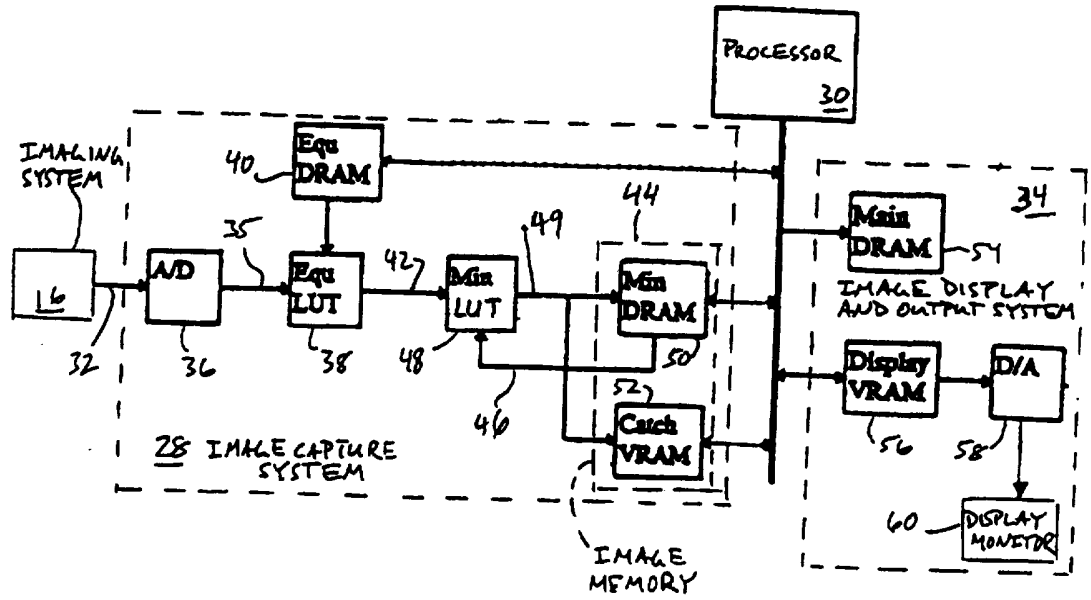 PROCESSOR
30
IMAGING
SYSTEM
16
32
40
Equ
DRAM
35
A/D
36
Equ
LUT
38
42
Min
LUT
48
49
44
Min
DRAM
50
46
52
Catch
VRAM
28 IMAGE CAPTURE
SYSTEM
IMAGE
MEMORY
34
Main
DRAM
54
IMAGE DISPLAY
AND OUTPUT SYSTEM
Display
VRAM
56
D/A
58
60
DISPLAY
MONITOR